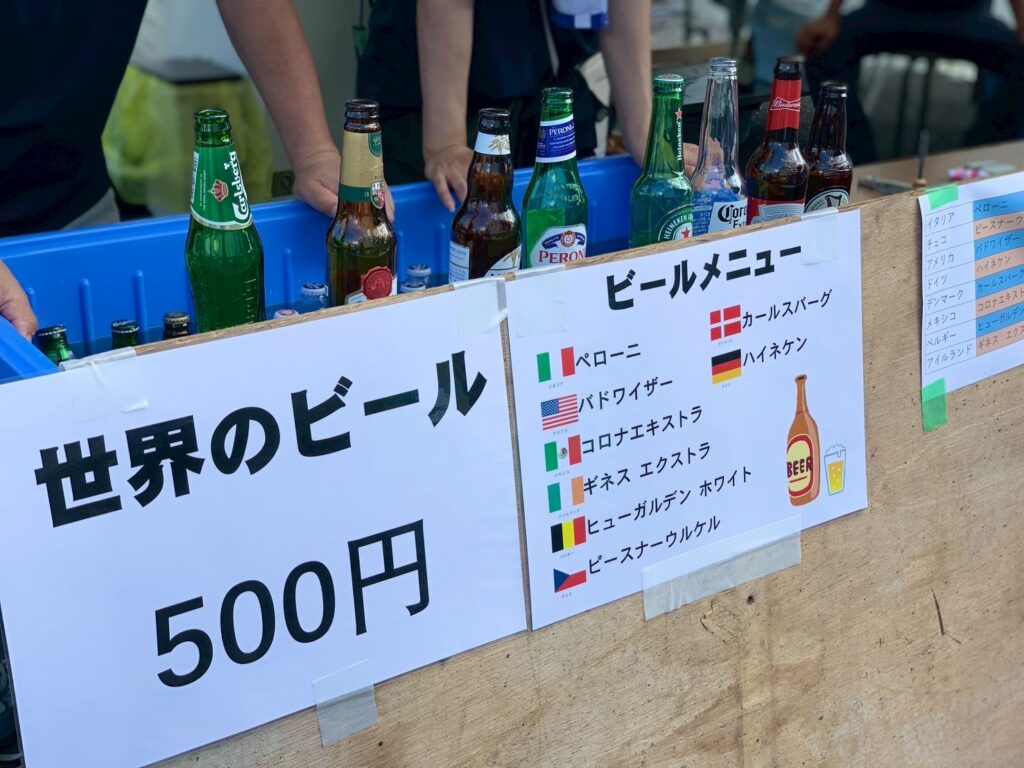 世界のビール
500円
ビールメニュー
ペローニ
バドワイザー
コロナエキストラ
ギネス エクストラ
ヒューガルデン ホワイト
ピースナーウルケル
カールスバーグ
ハイネケン
BEER
イタリア ペローニ
チェコ ピースナーウ
アメリカ バドワイザー
ドイツ ハイネケン
デンマーク カールスバーグ
メキシコ コロナエキストラ
ベルギー ヒューガルデン
アイルランド ギネス エクス
Carlsberg
PERONI
PERONI
Heineken
HEINEKEN
Corona
Extra
Budweiser